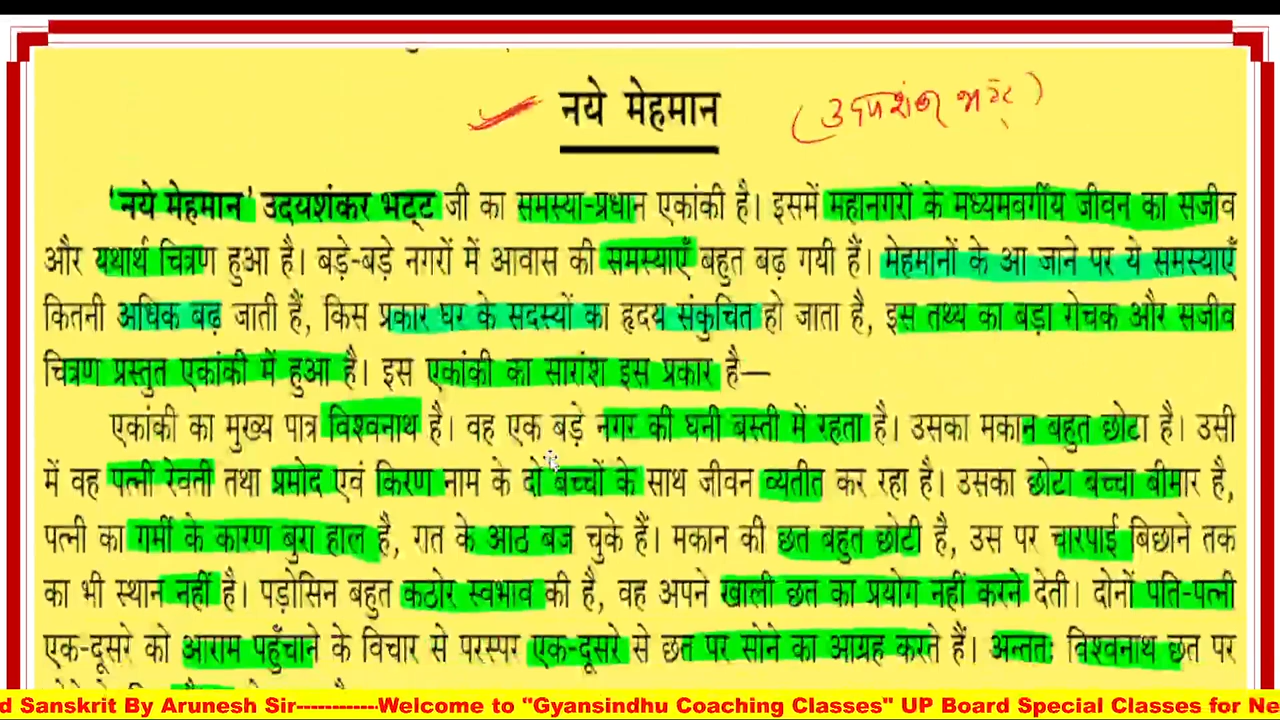 नये मेहमान
(उदयशंकर भट्ट)
'नये मेहमान' उदयशंकर भट्ट जी का समस्या-प्रधान एकांकी है। इसमें महानगरों के मध्यमवर्गीय जीवन का सजीव
और यथार्थ चित्रण हुआ है। बड़े-बड़े नगरों में आवास की समस्याएँ बहुत बढ़ गयी हैं। मेहमानों के आ जाने पर ये समस्याएँ
कितनी अधिक बढ़ जाती हैं, किस प्रकार घर के सदस्यों का हृदय संकुचित हो जाता है, इस तथ्य का बड़ा रोचक और सजीव
चित्रण प्रस्तुत एकांकी में हुआ है। इस एकांकी का सारांश इस प्रकार है—
एकांकी का मुख्य पात्र विश्वनाथ है। वह एक बड़े नगर की घनी बस्ती में रहता है। उसका मकान बहुत छोटा है। उसी
में वह पत्नी रेवती तथा प्रमोद एवं किरण नाम के दो बच्चों के साथ जीवन व्यतीत कर रहा है। उसका छोटा बच्चा बीमार है,
पत्नी का गर्मी के कारण बुरा हाल है, रात के आठ बज चुके हैं। मकान की छत बहुत छोटी है, उस पर चारपाई बिछाने तक
का भी स्थान नहीं है। पड़ोसिन बहुत कठोर स्वभाव की है, वह अपने खाली छत का प्रयोग नहीं करने देती। दोनों पति-पत्नी
एक-दूसरे को आराम पहुँचाने के विचार से परस्पर एक-दूसरे से छत पर सोने का आग्रह करते हैं। अन्ततः विश्वनाथ छत पर
d Sanskrit By Arunesh Sir-----------Welcome to "Gyansindhu Coaching Classes" UP Board Special Classes for Ne